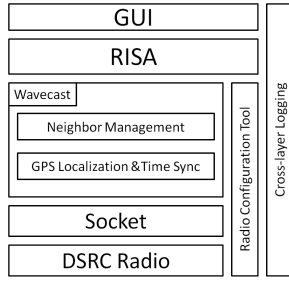 GUI
RISA
Wavecast
Neighbor Management
GPS Localization &Time Sync
Socket
DSRC Radio
Radio Configuration Tool
Cross-layer Logging